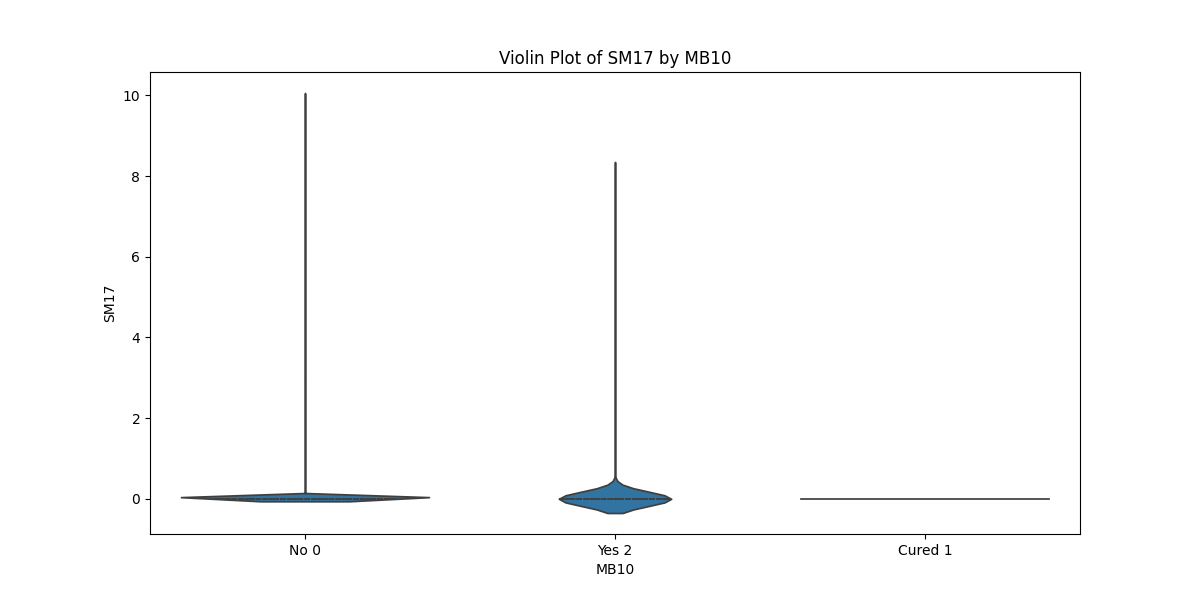 Violin Plot of SM17 by MB10
10
8
6
4
2
0
SM17
No 0
Yes 2
Cured 1
MB10